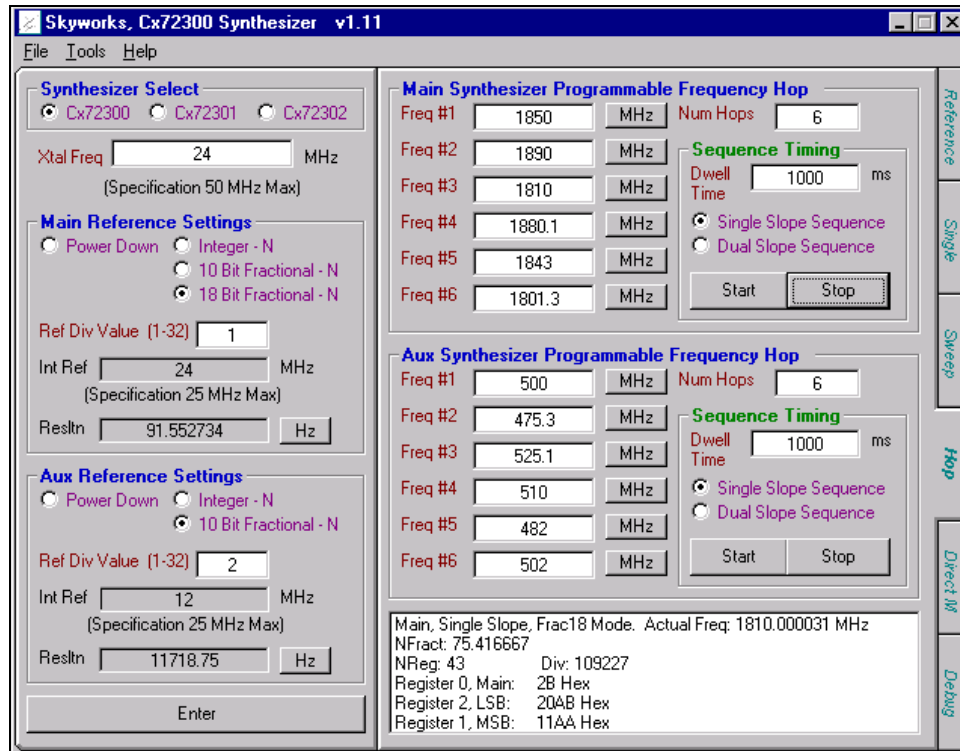 Skyworks, Cx72300 Synthesizer v1.11
File Tools Help
Synthesizer Select
Cx72300 Cx72301 Cx72302
Xtal Freq 24 MHz
(Specification 50 MHz Max)
Main Reference Settings
Power Down Integer - N
10 Bit Fractional - N
18 Bit Fractional - N
Ref Div Value (1-32) 1
Int Ref 24 MHz
(Specification 25 MHz Max)
Resltn 91.552734 Hz
Aux Reference Settings
Power Down Integer - N
10 Bit Fractional - N
Ref Div Value (1-32) 2
Int Ref 12 MHz
(Specification 25 MHz Max)
Resltn 11718.75 Hz
Enter
Main Synthesizer Programmable Frequency Hop
Freq #1 1850 MHz Num Hops 6
Freq #2 1890 MHz
Freq #3 1810 MHz
Freq #4 1880.1 MHz
Freq #5 1843 MHz
Freq #6 1801.3 MHz
Sequence Timing
Dwell Time 1000 ms
Single Slope Sequence
Dual Slope Sequence
Start Stop
Aux Synthesizer Programmable Frequency Hop
Freq #1 500 MHz Num Hops 6
Freq #2 475.3 MHz
Freq #3 525.1 MHz
Freq #4 510 MHz
Freq #5 482 MHz
Freq #6 502 MHz
Sequence Timing
Dwell Time 1000 ms
Single Slope Sequence
Dual Slope Sequence
Start Stop
Main, Single Slope, Frac18 Mode. Actual Freq: 1810.000031 MHz
NFract: 75.416667
NReg: 43 Div: 109227
Register 0, Main: 2B Hex
Register 2, LSB: 20AB Hex
Register 1, MSB: 11AA Hex
Reference
Single
Sweep
Hop
Direct M
Debug